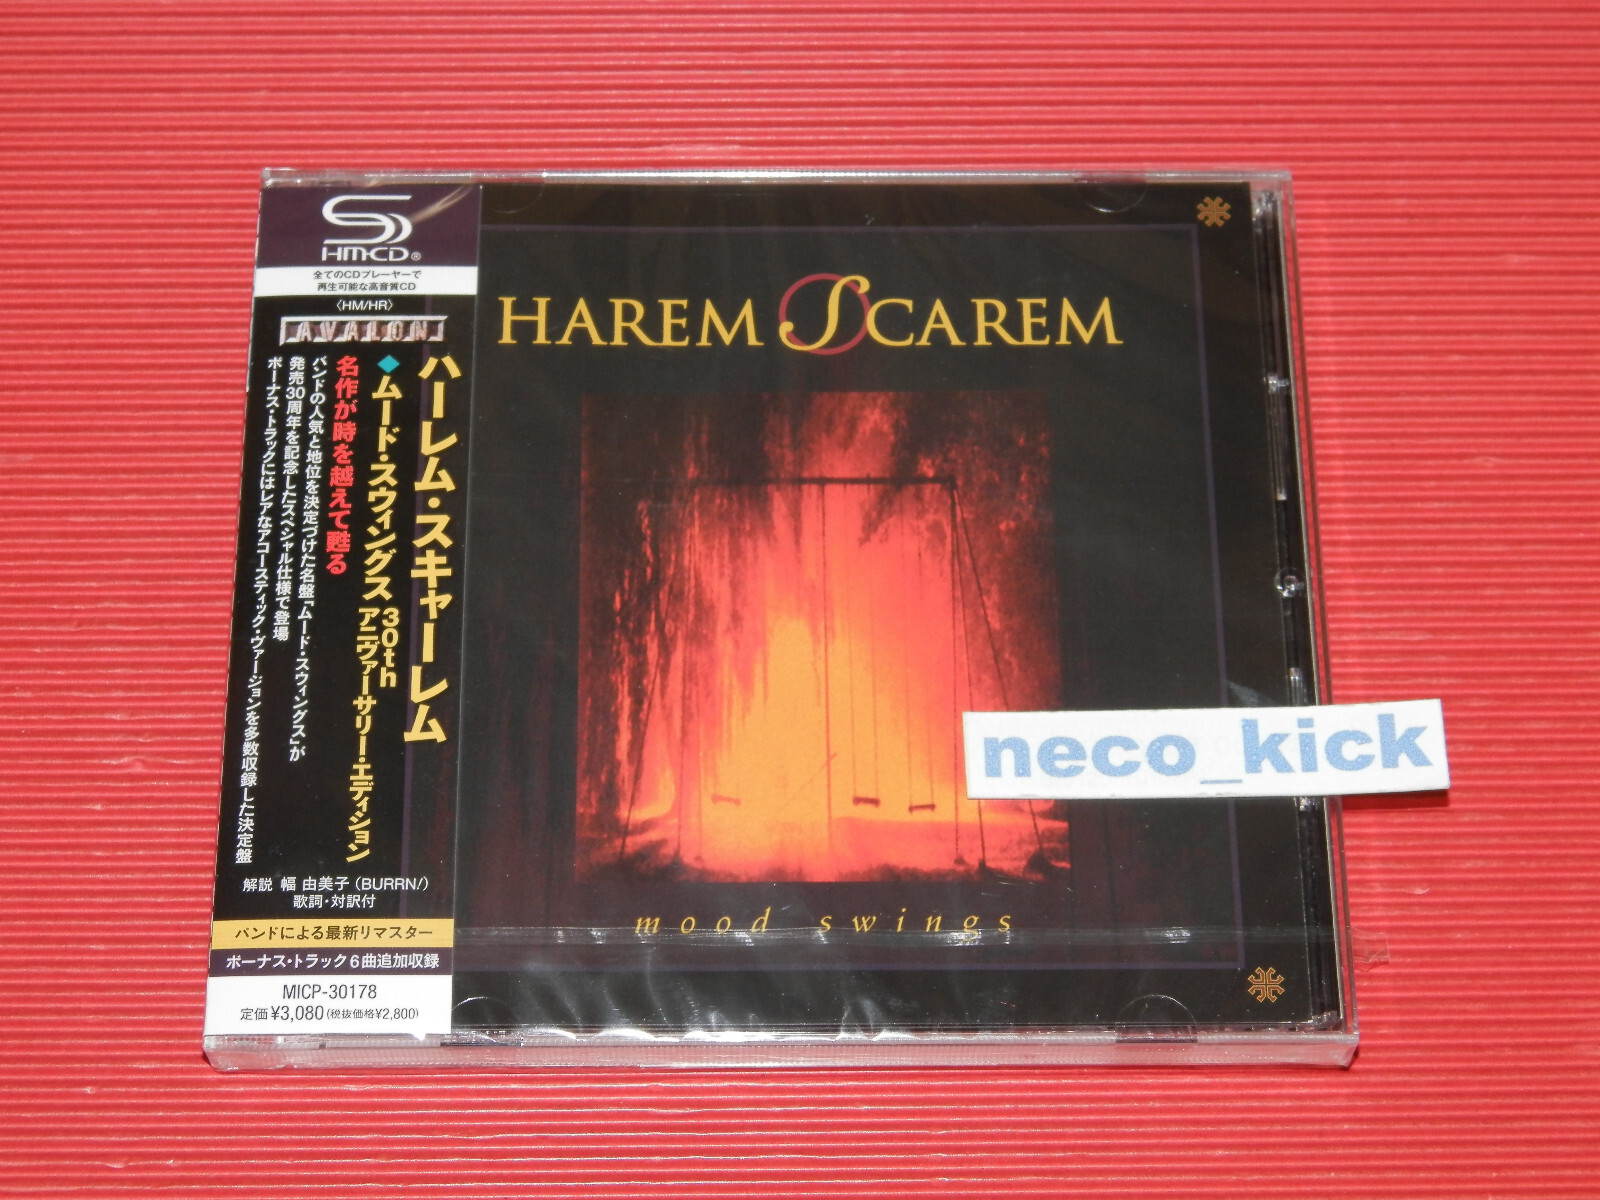 SHM-CD®
全てのCDプレーヤーで
再生可能な高音質CD
〈HM/HR〉
AVALON
ハーレム・スキャーレム
◆ムード・スウィングス 30th アニヴァーサリー・エディション
名作が時を越えて甦る
バンドの人気と地位を決定づけた名盤「ムード・スウィングス」が
発売30周年を記念したスペシャル仕様で登場
ボーナス・トラックにはレアなアコースティック・ヴァージョンを多数収録した決定盤
解説 幅 由美子 (BURRN!)
歌詞・対訳付
バンドによる最新リマスター
ボーナス・トラック6曲追加収録
MICP-30178
定価¥3,080(税抜価格¥2,800)
HAREM SCAREM
mood swings
neco_kick